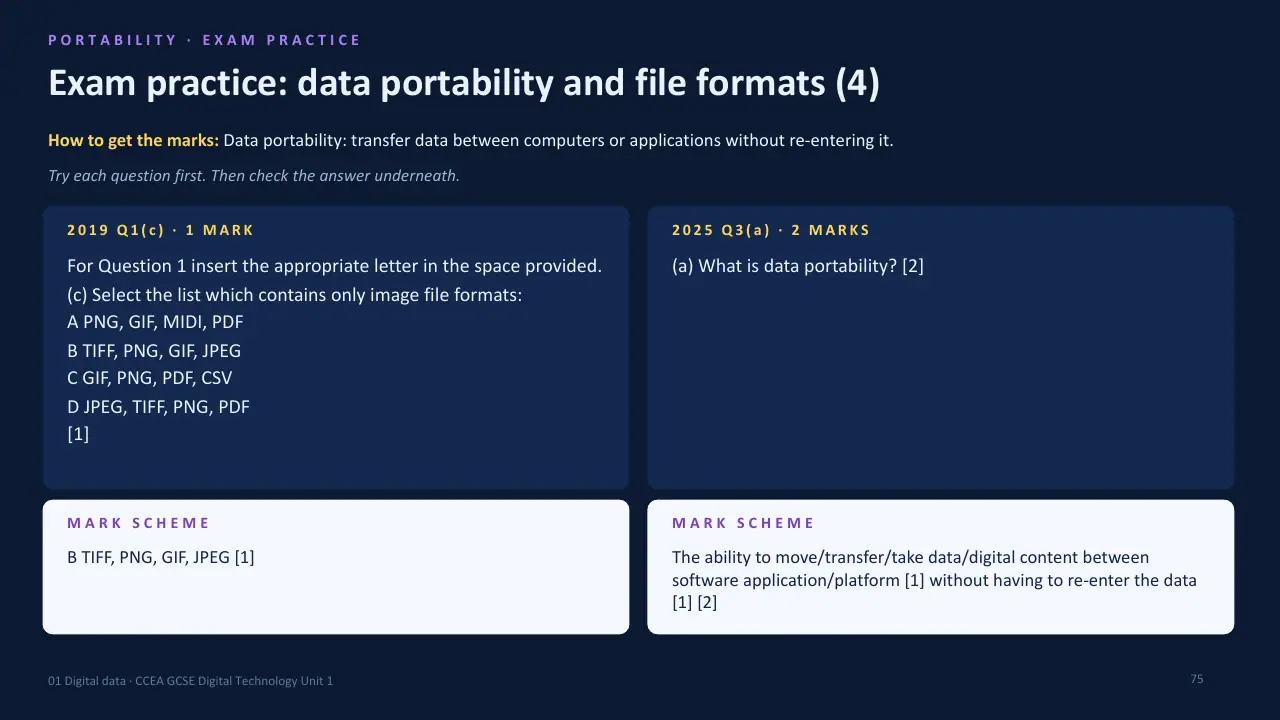 PORTABILITY · EXAM PRACTICE
Exam practice: data portability and file formats (4)
How to get the marks: Data portability: transfer data between computers or applications without re-entering it.
Try each question first. Then check the answer underneath.
2019 Q1(c) · 1 MARK
For Question 1 insert the appropriate letter in the space provided.
(c) Select the list which contains only image file formats:
A PNG, GIF, MIDI, PDF
B TIFF, PNG, GIF, JPEG
C GIF, PNG, PDF, CSV
D JPEG, TIFF, PNG, PDF
[1]
MARK SCHEME
B TIFF, PNG, GIF, JPEG [1]
2025 Q3(a) · 2 MARKS
(a) What is data portability? [2]
MARK SCHEME
The ability to move/transfer/take data/digital content between
software application/platform [1] without having to re-enter the data
[1] [2]
01 Digital data · CCEA GCSE Digital Technology Unit 1
75